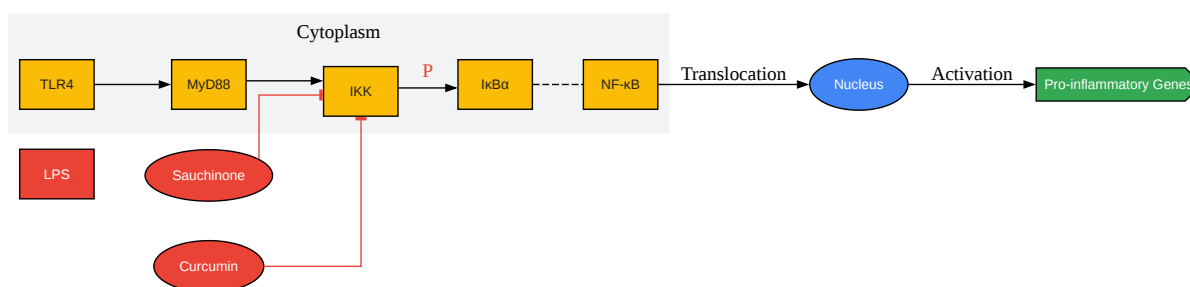 Cytoplasm
TLR4
MyD88
IKK
P
IκBα
NF-κB
Translocation
Nucleus
Activation
Pro-inflammatory Genes
LPS
Sauchinone
Curcumin